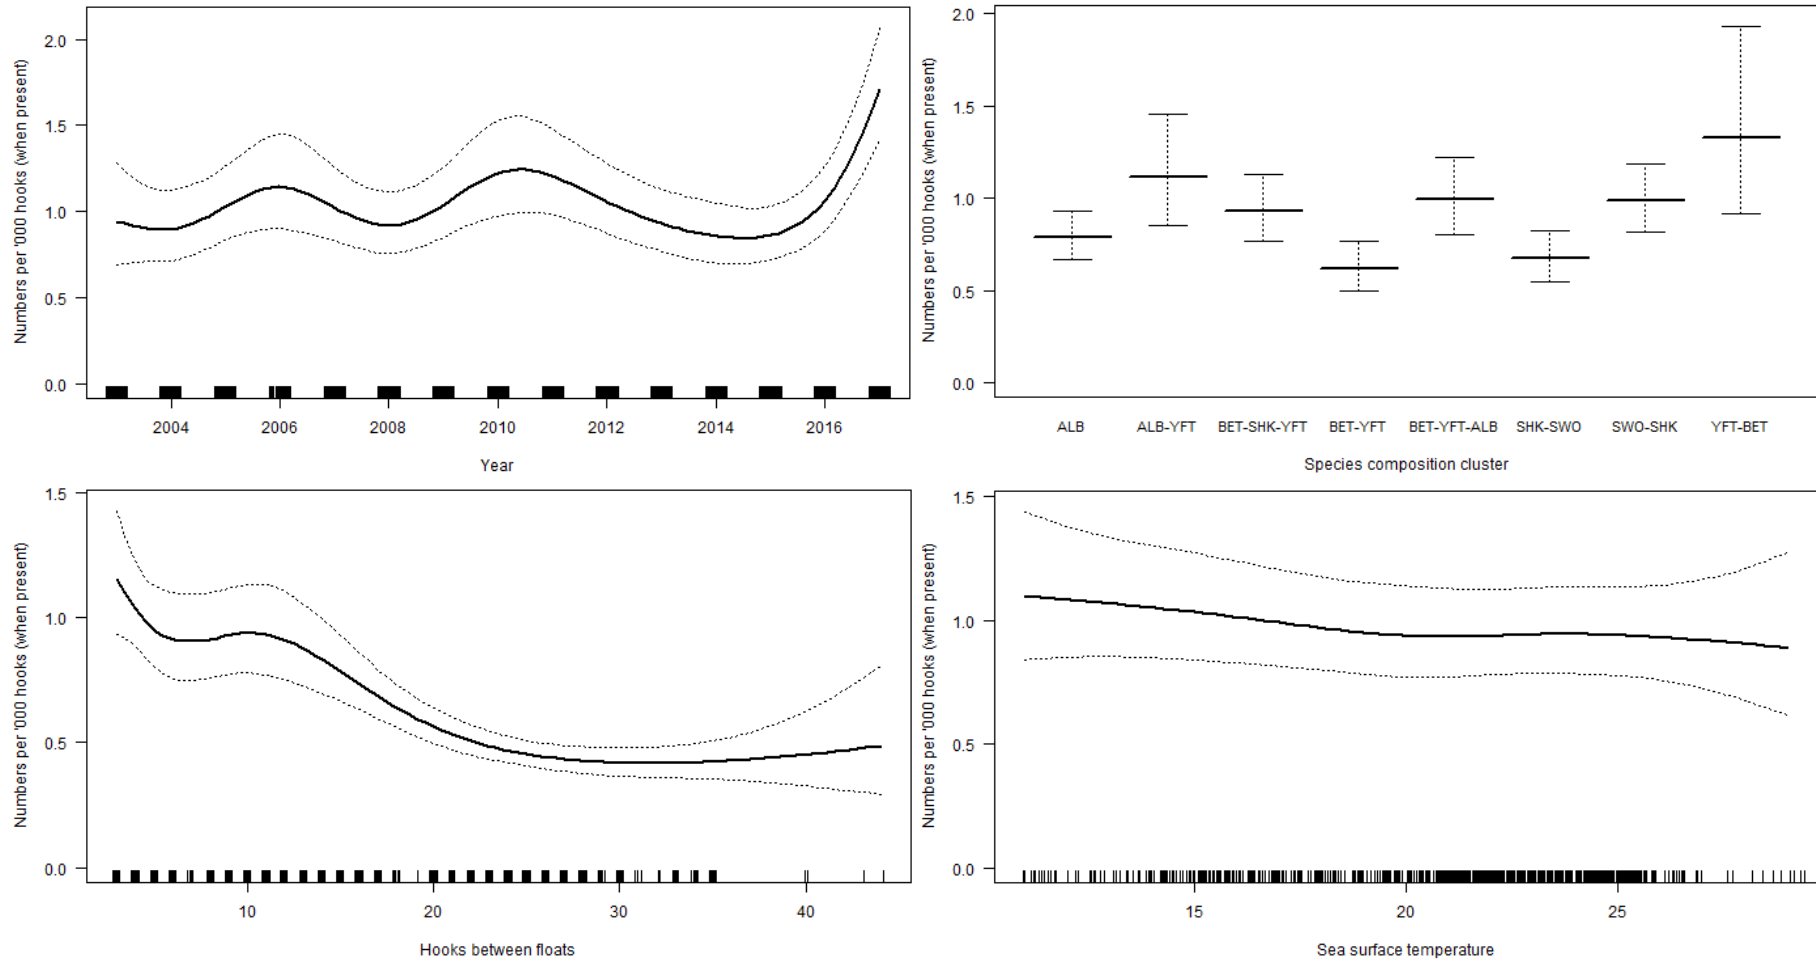 Numbers per '000 hooks (when present)
2.0
1.5
1.0
0.5
0.0
2004 2006 2008 2010 2012 2014 2016
Year
Numbers per '000 hooks (when present)
2.0
1.5
1.0
0.5
0.0
ALB ALB-YFT BET-SHK-YFT BET-YFT BET-YFT-ALB SHK-SWO SWO-SHK YFT-BET
Species composition cluster
Numbers per '000 hooks (when present)
1.5
1.0
0.5
0.0
10 20 30 40
Hooks between floats
Numbers per '000 hooks (when present)
1.5
1.0
0.5
0.0
15 20 25
Sea surface temperature